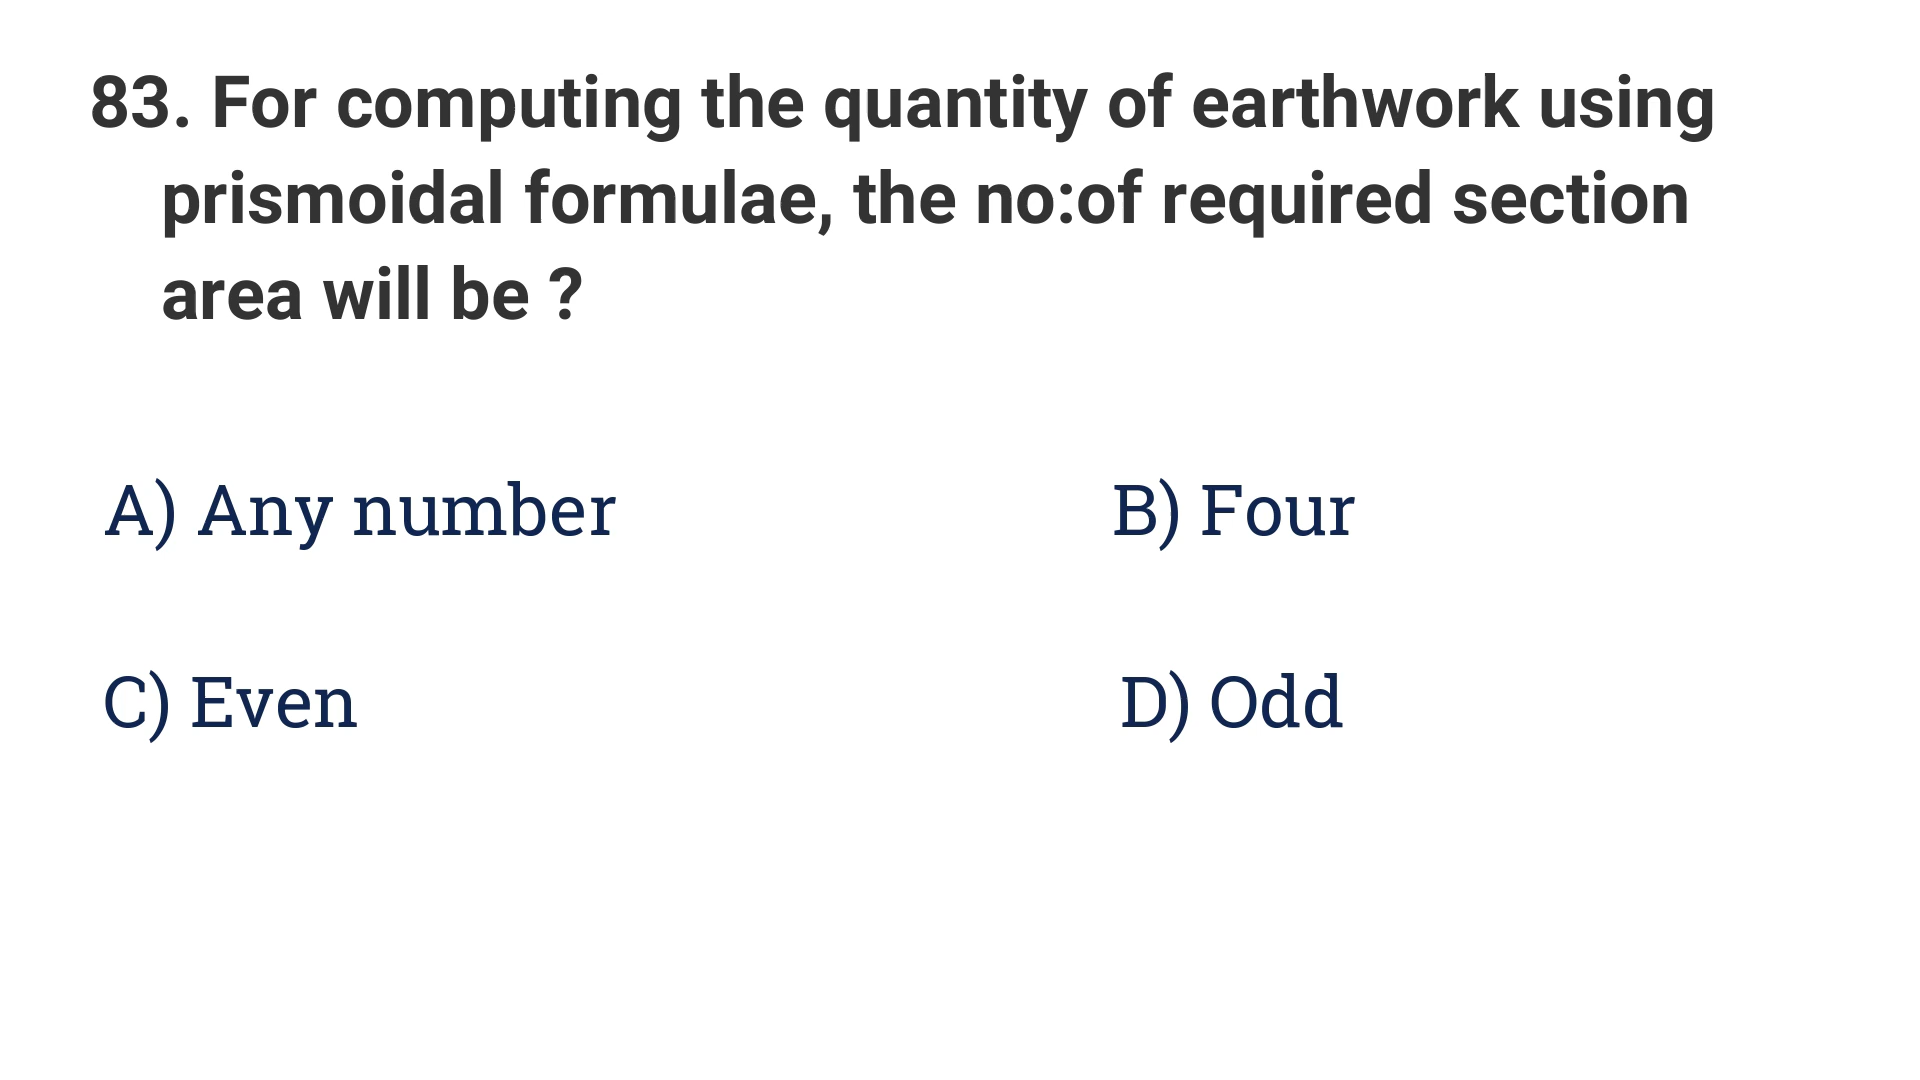 83. For computing the quantity of earthwork using
prismoidal formulae, the no:of required section
area will be ?
A) Any number
B) Four
C) Even
D) Odd